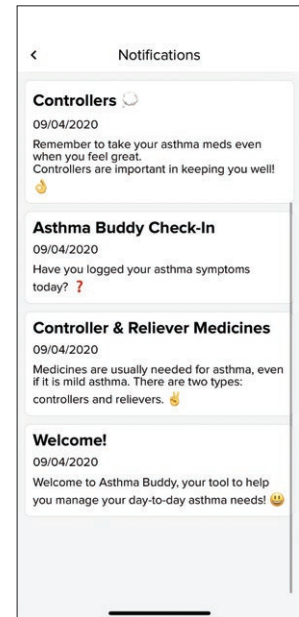 Notifications
Controllers 💭
09/04/2020
Remember to take your asthma meds even
when you feel great.
Controllers are important in keeping you well!
👌
Asthma Buddy Check-In
09/04/2020
Have you logged your asthma symptoms
today? ❓
Controller & Reliever Medicines
09/04/2020
Medicines are usually needed for asthma, even
if it is mild asthma. There are two types:
controllers and relievers. ✌️
Welcome!
09/04/2020
Welcome to Asthma Buddy, your tool to help
you manage your day-to-day asthma needs! 😃